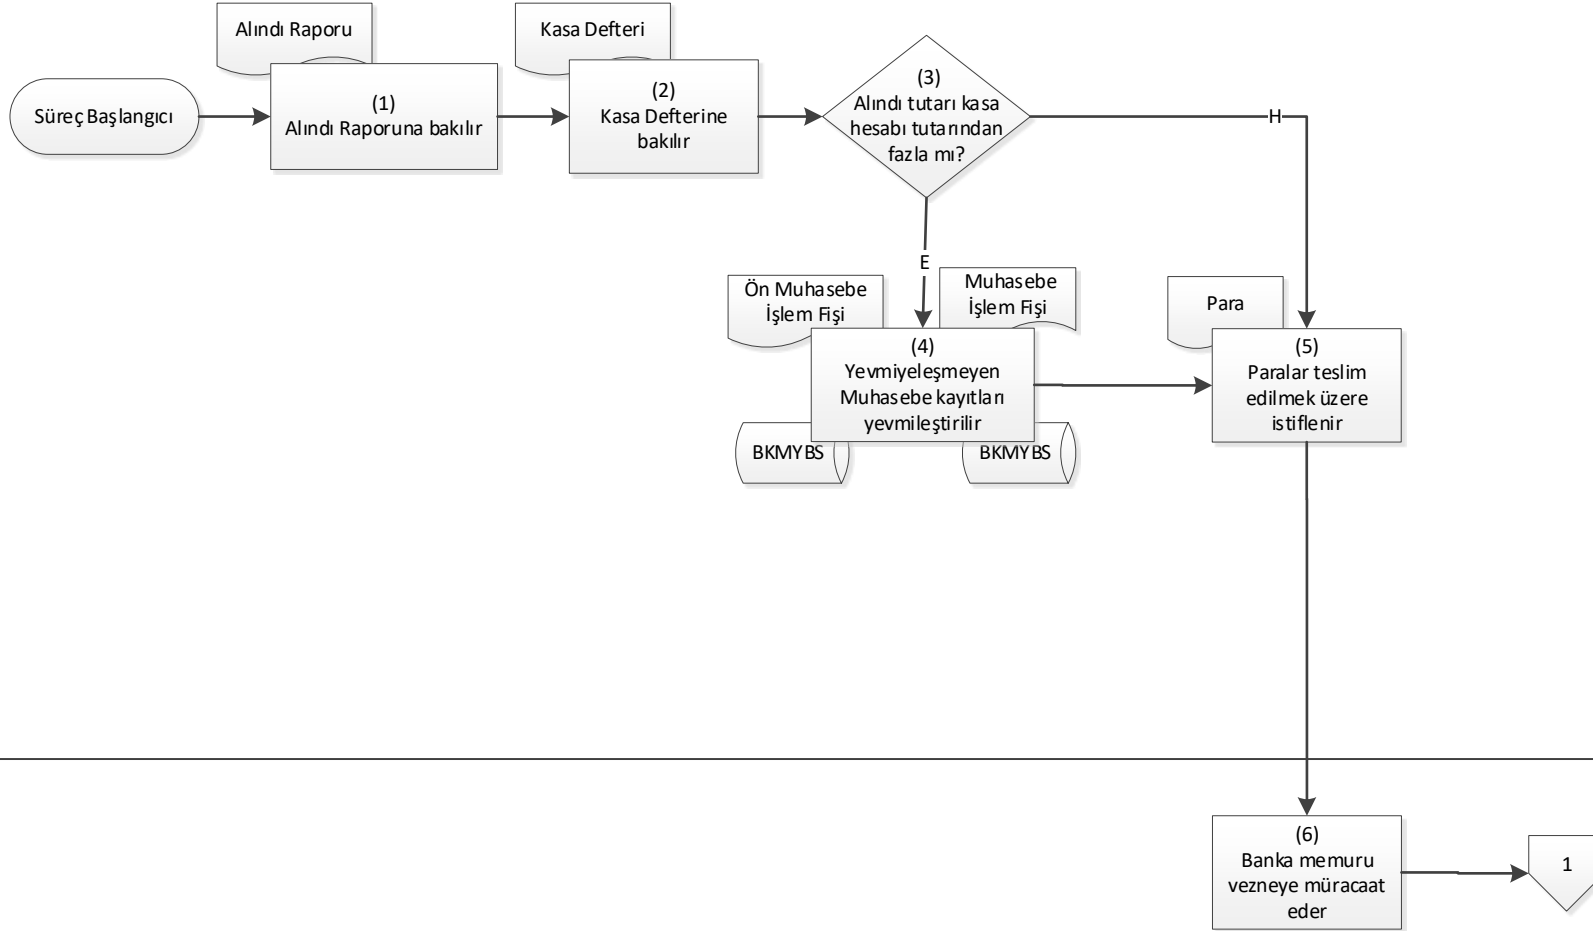 Alındı Raporu
Kasa Defteri
Süreç Başlangıcı
(1)
Alındı Raporuna bakılır
(2)
Kasa Defterine
bakılır
(3)
Alındı tutarı kasa
hesabı tutarından
fazla mı?
H
E
Ön Muhasebe
İşlem Fişi
Muhasebe
İşlem Fişi
Para
(4)
Yevmiyeleşmeyen
Muhasebe kayıtları
yevmileştirilir
BKMYBS
BKMYBS
(5)
Paralar teslim
edilmek üzere
istiflenir
(6)
Banka memuru
vezneye müracaat
eder
1